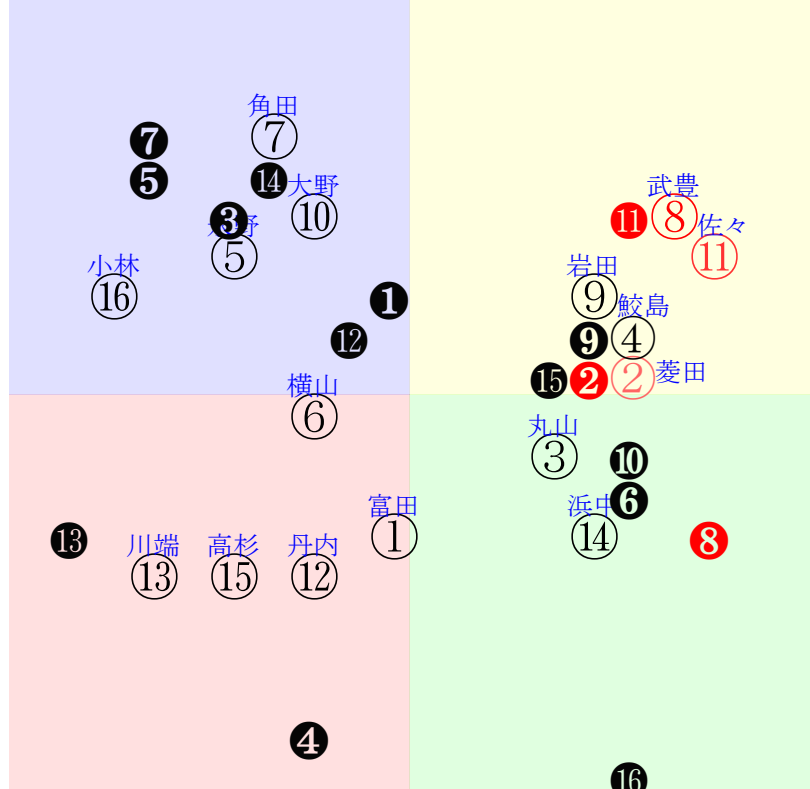 角田
❼ ⑦
❺ ⓮ 大野 武豊
❸ ⑩ ⓫ ⑧ 佐々
野
⑤ ⑪
小林 岩田
⑯ ❶ ⑨ 鮫島
⓬ ❾ ④
横山 ⓯ ❷ ② 菱田
⑥ 丸山
③ ❿
富田 浜中 ❻
⓭ 川端 高杉 丹内 ① ⑭ ❽
⑬ ⑮ ⑫
❹
⓰